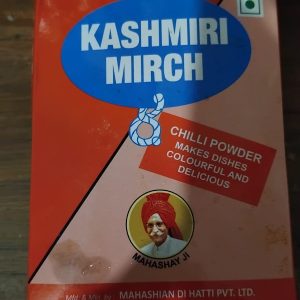 KASHMIRI
MIRCH
CHILLI POWDER
MAKES DISHES
COLOURFUL AND
DELICIOUS
MAHASHAY JI
MAHASHIAN DI HATTI PVT. LTD.